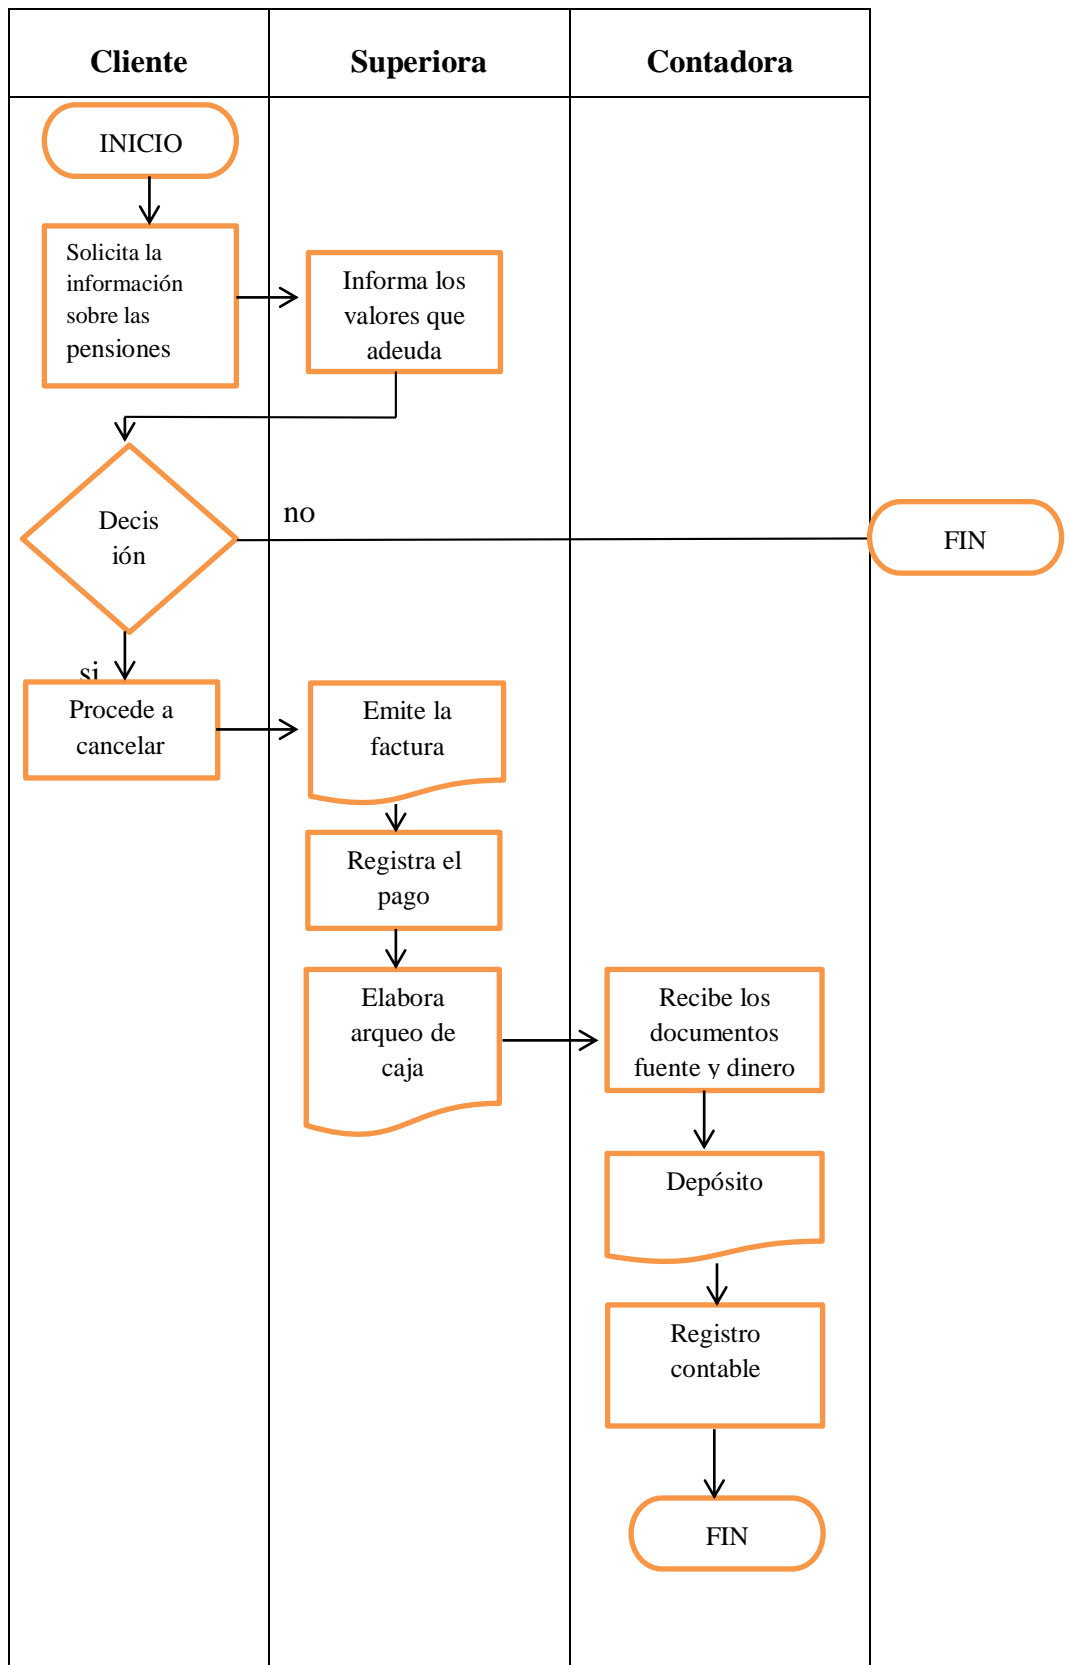 Cliente
Superiora
Contadora
INICIO
Solicita la
información
sobre las
pensiones
Informa los
valores que
adeuda
Decis
ión
no
FIN
si
Procede a
cancelar
Emite la
factura
Registra el
pago
Elabora
arqueo de
caja
Recibe los
documentos
fuente y dinero
Depósito
Registro
contable
FIN